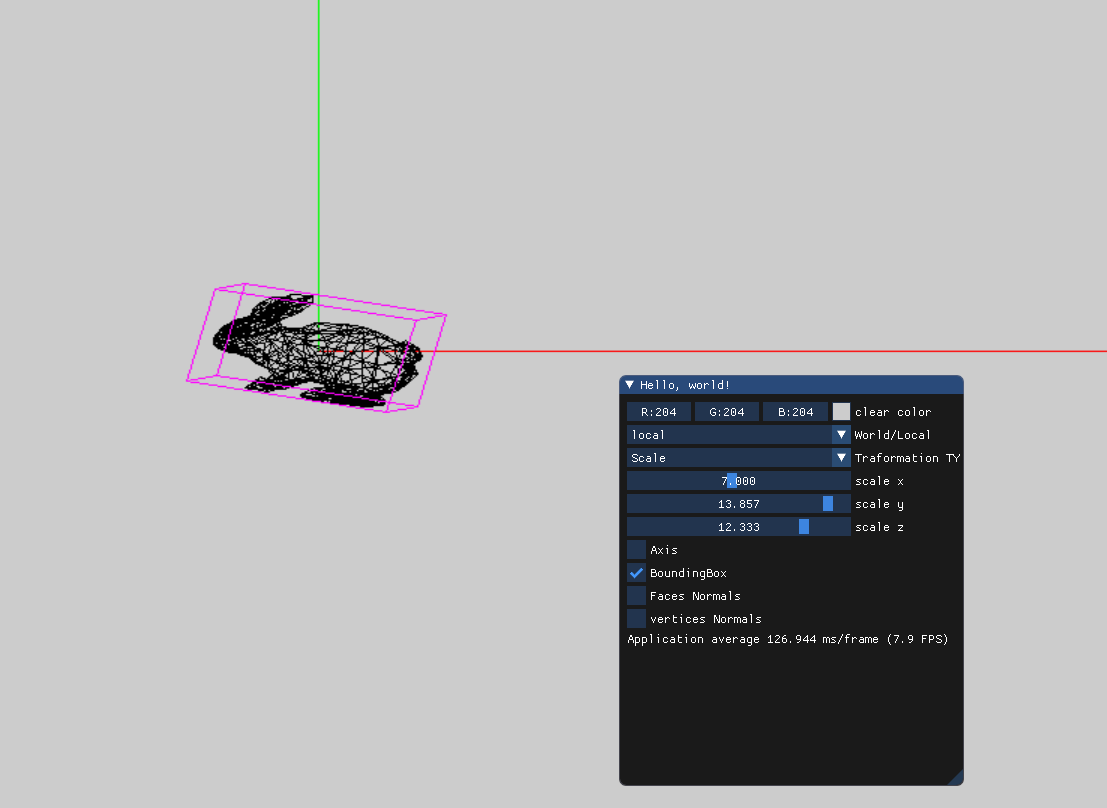 Hello, world!
R:204 G:204 B:204 clear color
local World/Local
Scale Traformation TY
7.000 scale x
13.857 scale y
12.333 scale z
Axis
BoundingBox
Faces Normals
vertices Normals
Application average 126.944 ms/frame (7.9 FPS)